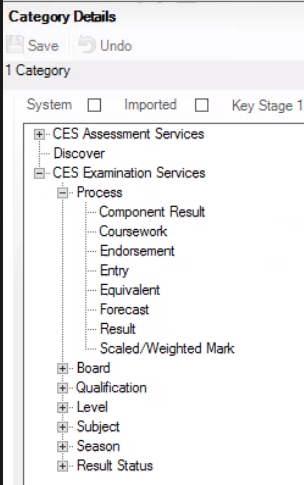 Category Details
Save Undo
1 Category
System Imported Key Stage 1
CES Assessment Services
Discover
CES Examination Services
Process
Component Result
Coursework
Endorsement
Entry
Equivalent
Forecast
Result
Scaled/Weighted Mark
Board
Qualification
Level
Subject
Season
Result Status